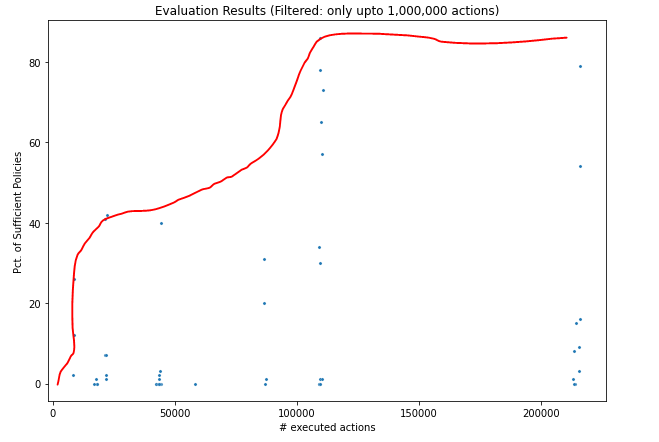 Evaluation Results (Filtered: only upto 1,000,000 actions)
Pct. of Sufficient Policies
80
60
40
20
0
0 50000 100000 150000 200000
# executed actions